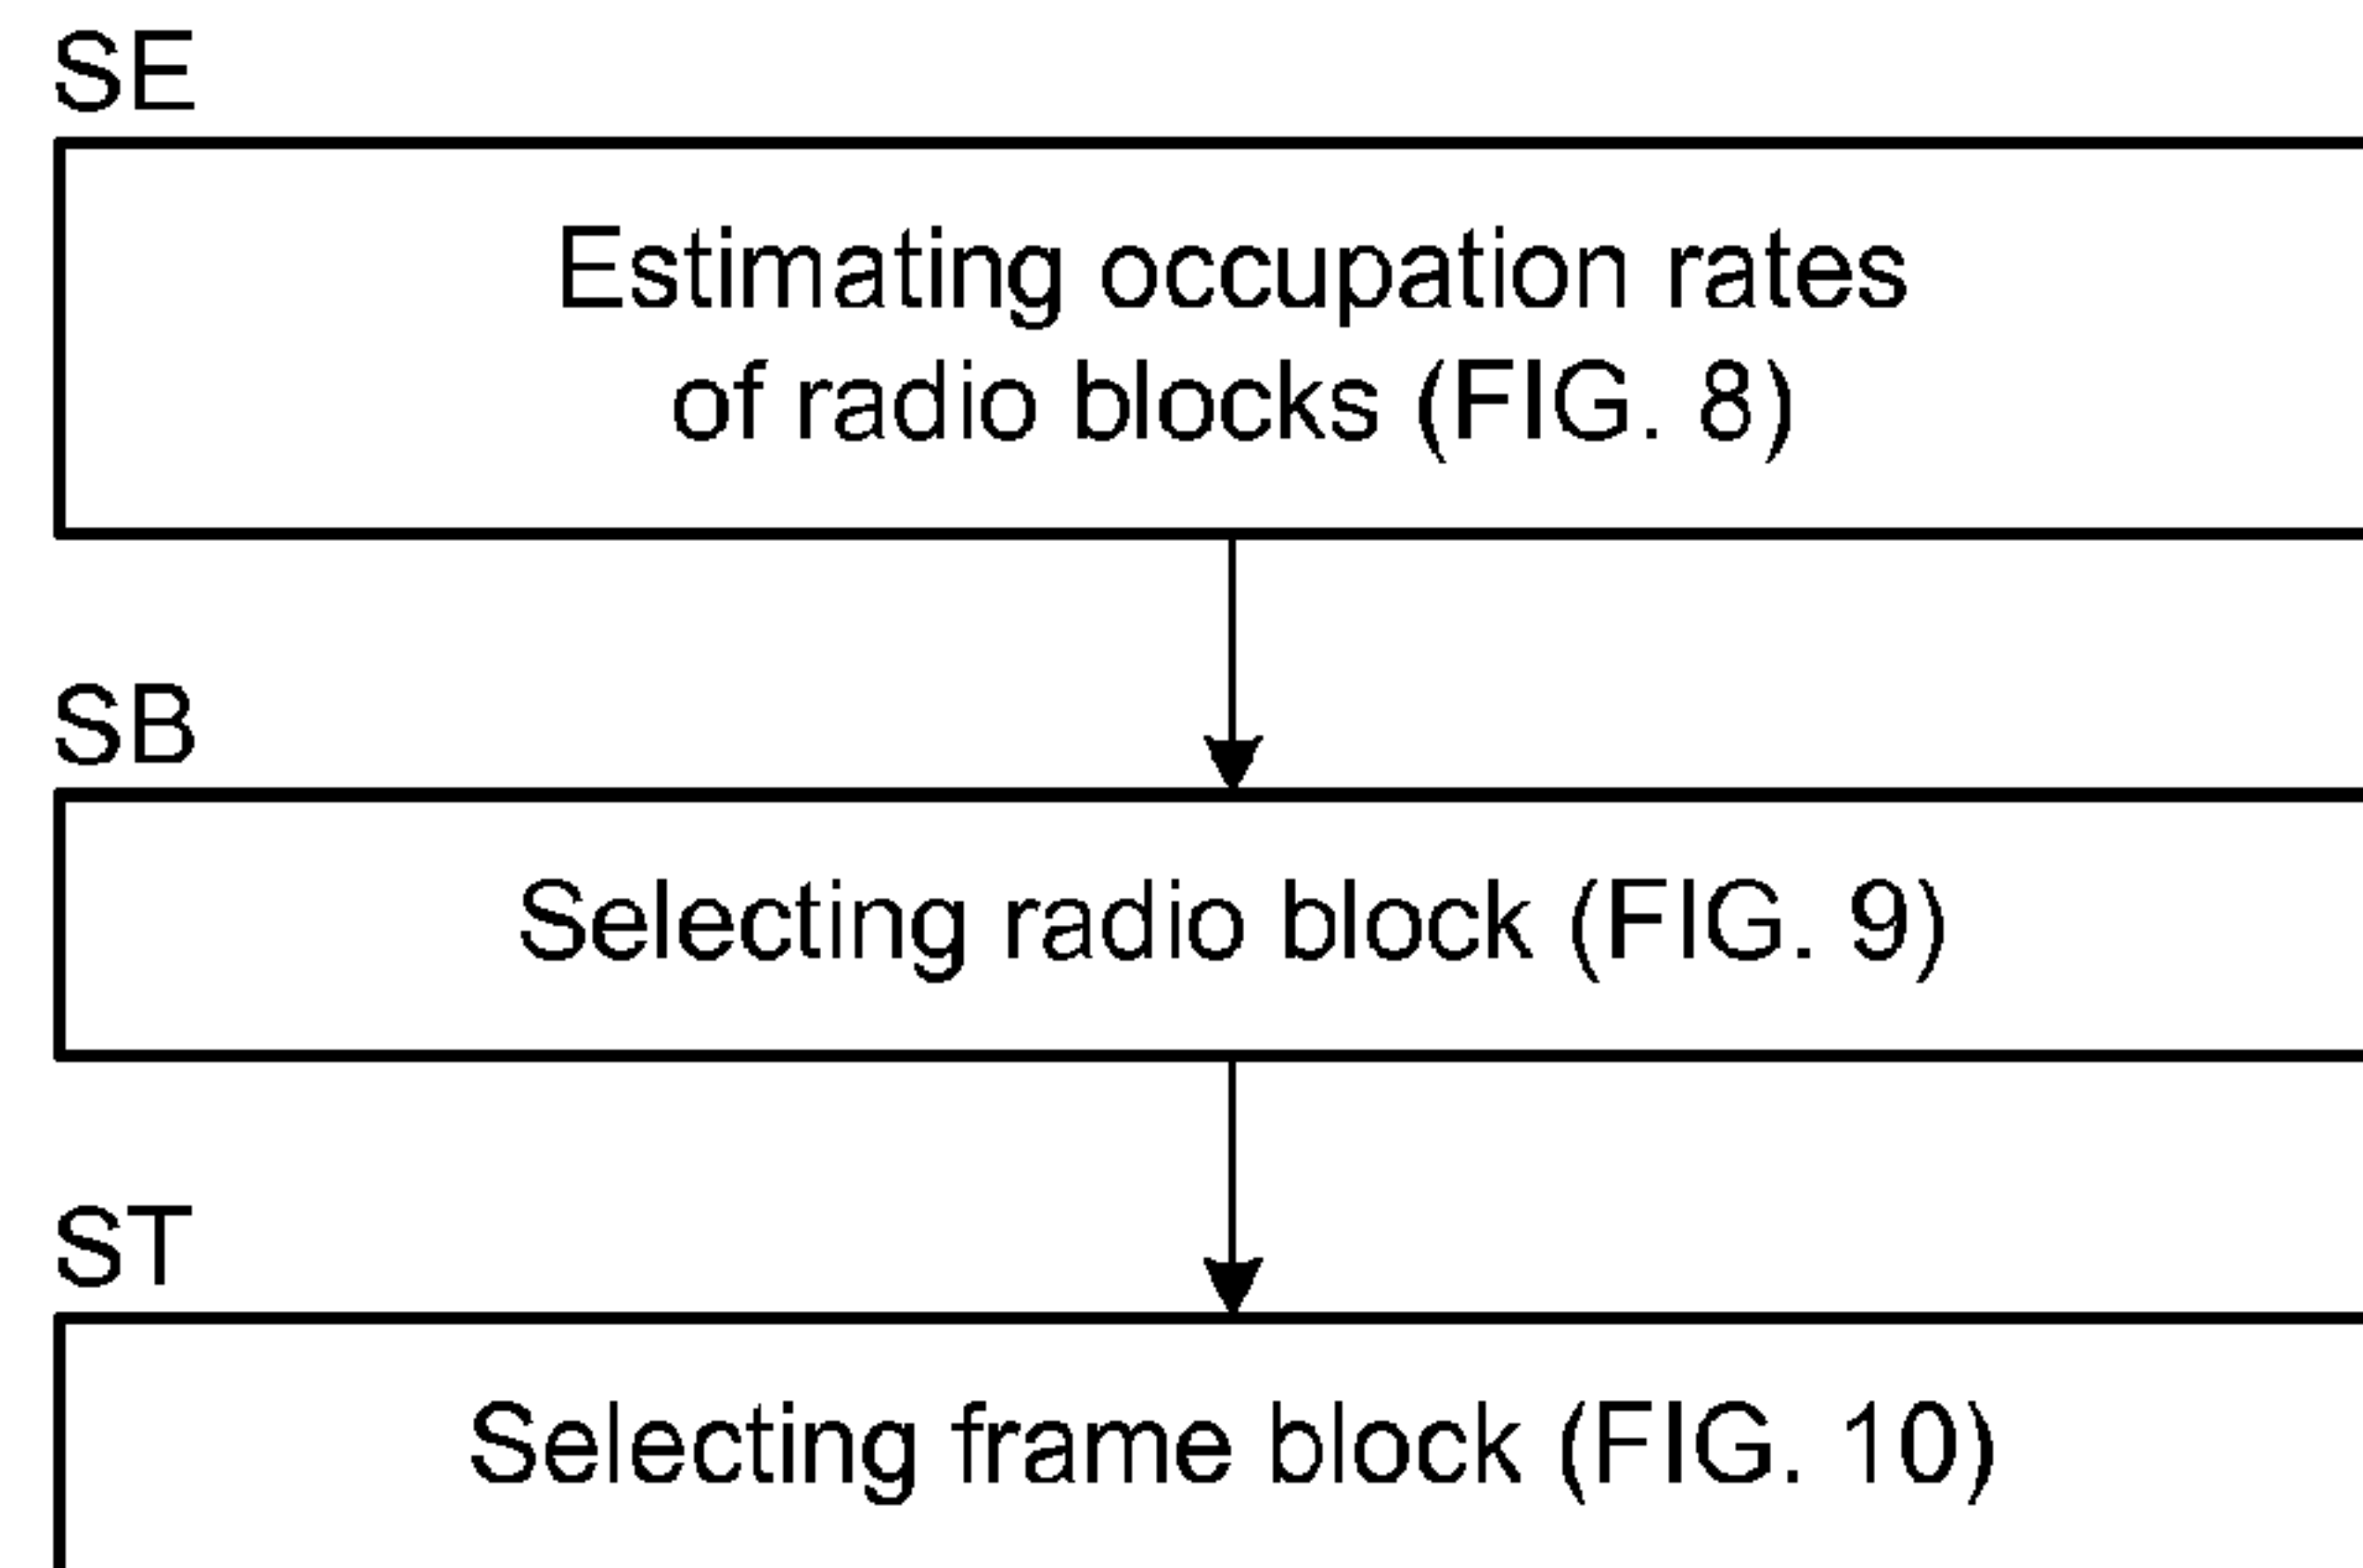 SE
Estimating occupation rates
of radio blocks (FIG. 8)
SB
Selecting radio block (FIG. 9)
ST
Selecting frame block (FIG. 10)